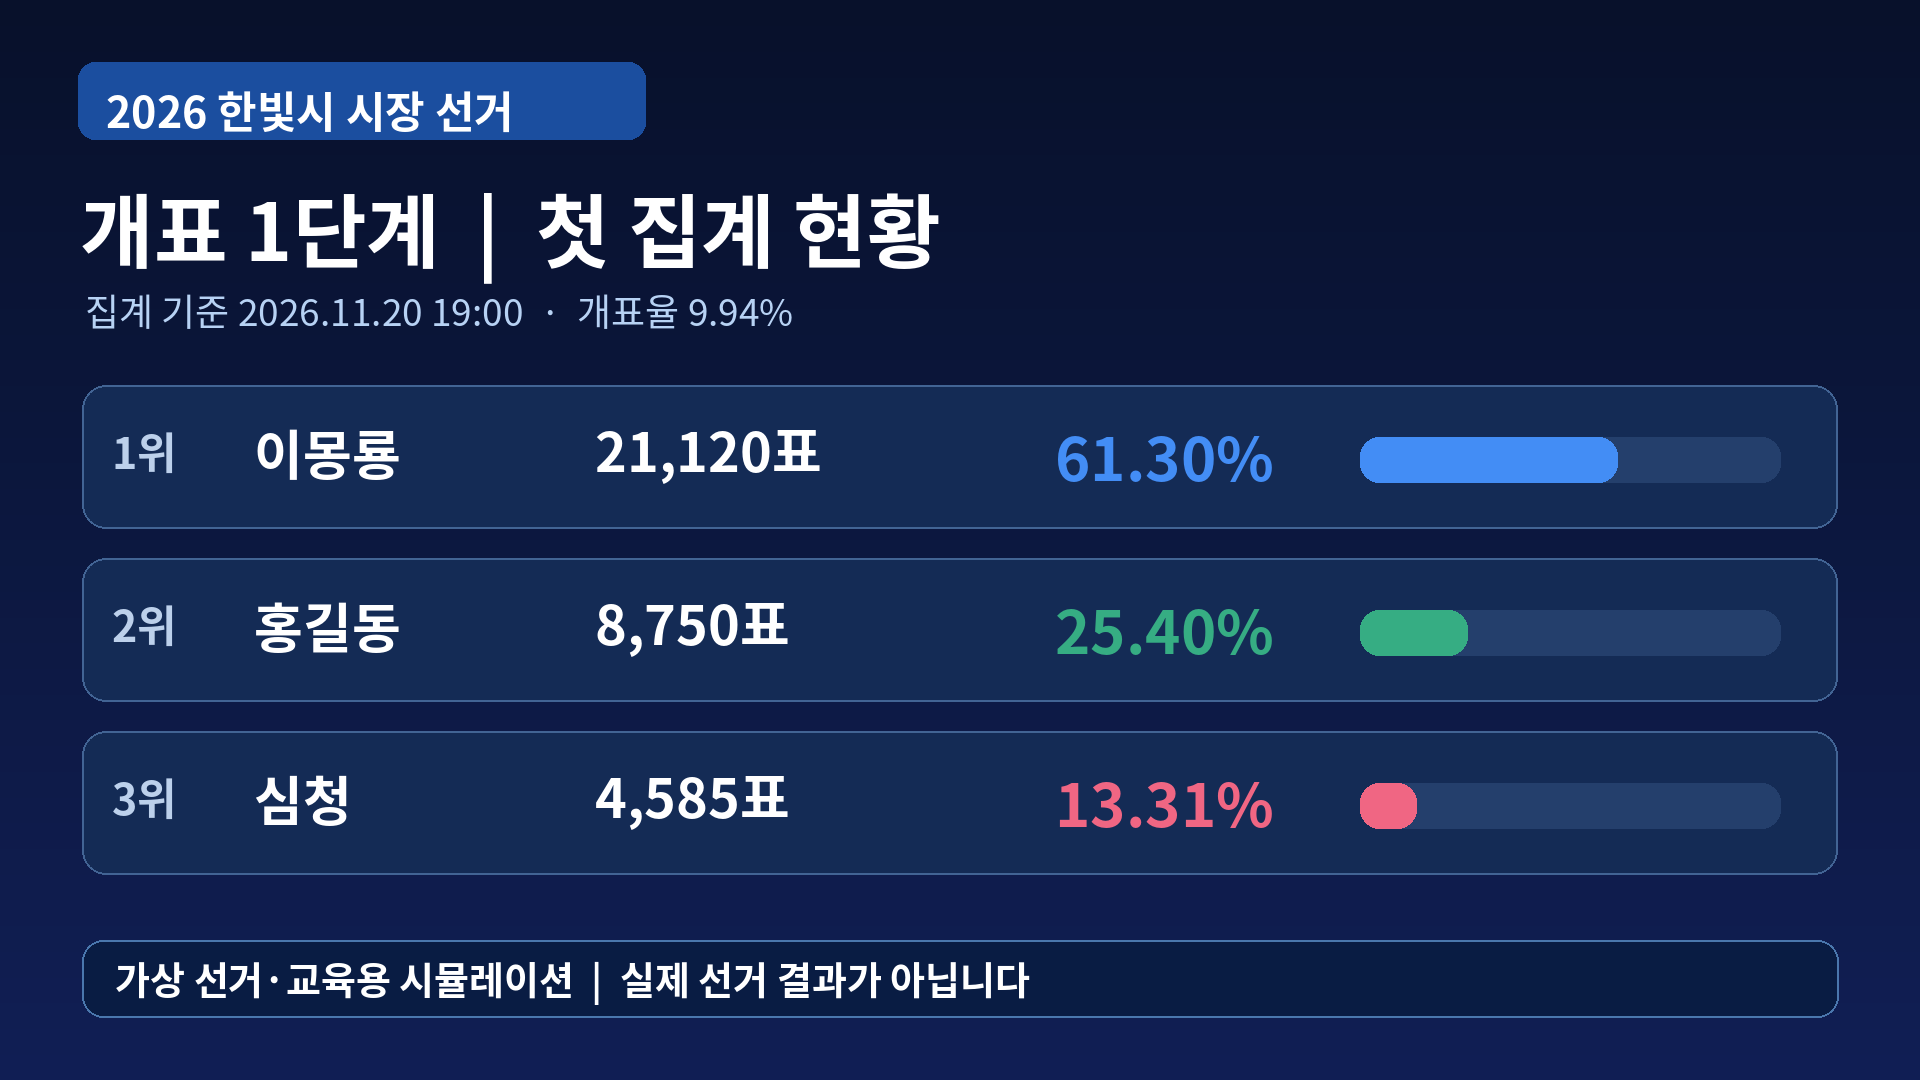 2026 한빛시 시장 선거
개표 1단계 | 첫 집계 현황
집계 기준 2026.11.20 19:00 · 개표율 9.94%
1위 이몽룡 21,120표 61.30%
2위 홍길동 8,750표 25.40%
3위 심청 4,585표 13.31%
가상 선거·교육용 시뮬레이션 | 실제 선거 결과가 아닙니다